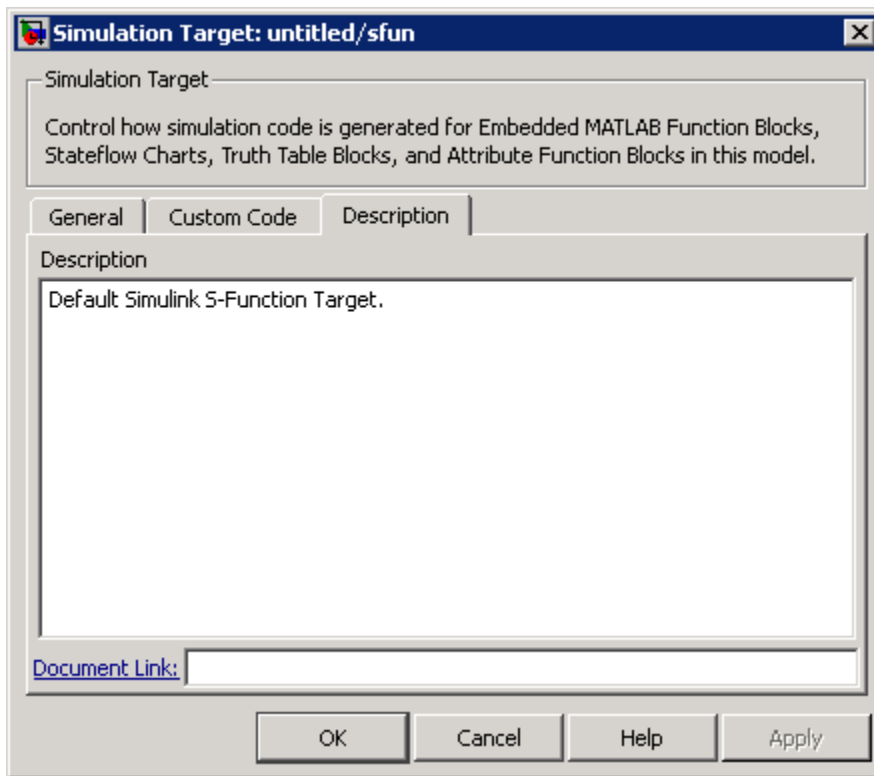 Simulation Target: untitled/sfun
Simulation Target
Control how simulation code is generated for Embedded MATLAB Function Blocks,
Stateflow Charts, Truth Table Blocks, and Attribute Function Blocks in this model.
General Custom Code Description
Description
Default Simulink S-Function Target.
Document Link:
OK Cancel Help Apply